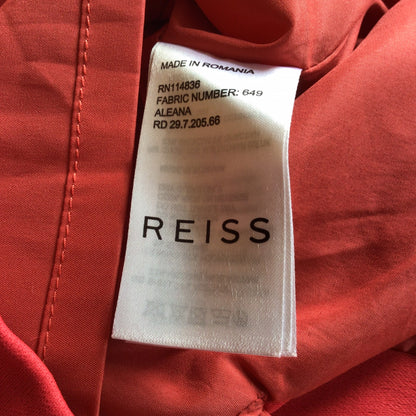 MADE IN ROMANIA
RN114836
FABRIC NUMBER: 649
ALEANA
RD 29.7.205.66
REISS